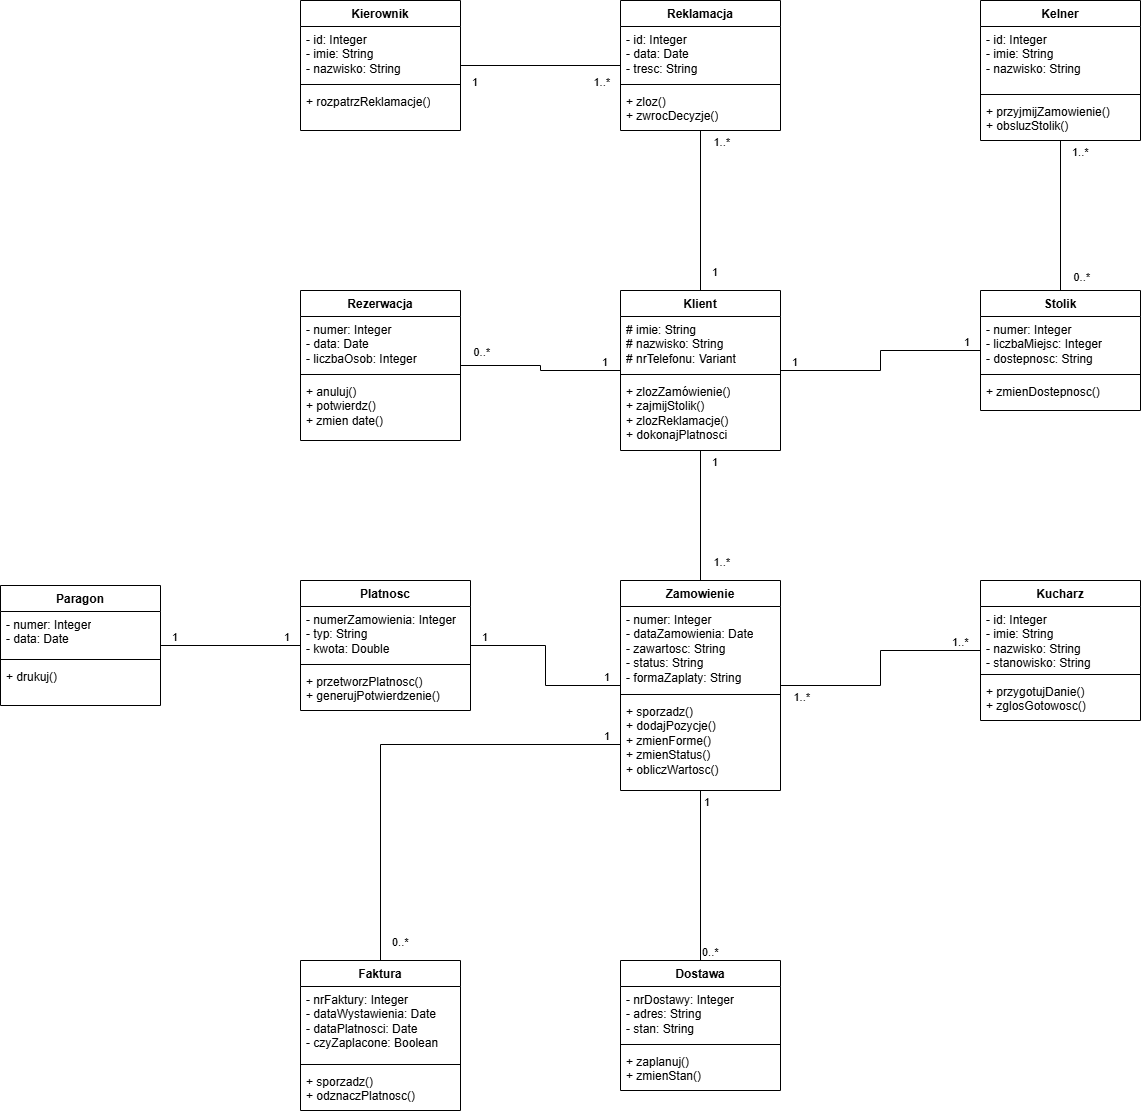 Kierownik
- id: Integer
- imie: String
- nazwisko: String
+ rozpatrzReklamacje()
1
1..*
Reklamacja
- id: Integer
- data: Date
- tresc: String
+ zloz()
+ zwrocDecyzje()
1..*
1
Kelner
- id: Integer
- imie: String
- nazwisko: String
+ przyjmijZamowienie()
+ obsluzStolik()
1..*
0..*
Rezerwacja
- numer: Integer
- data: Date
- liczbaOsob: Integer
+ anuluj()
+ potwierdz()
+ zmien date()
0..*
1
Klient
# imie: String
# nazwisko: String
# nrTelefonu: Variant
+ zlozZamówienie()
+ zajmijStolik()
+ zlozReklamacje()
+ dokonajPlatnosci
1
1
Stolik
- numer: Integer
- liczbaMiejsc: Integer
- dostepnosc: String
+ zmienDostepnosc()
1
1..*
Paragon
- numer: Integer
- data: Date
+ drukuj()
1
1
Platnosc
- numerZamowienia: Integer
- typ: String
- kwota: Double
+ przetworzPlatnosc()
+ generujPotwierdzenie()
1
1
Zamowienie
- numer: Integer
- dataZamowienia: Date
- zawartosc: String
- status: String
- formaZaplaty: String
+ sporzadz()
+ dodajPozycje()
+ zmienForme()
+ zmienStatus()
+ obliczWartosc()
1..*
1..*
Kucharz
- id: Integer
- imie: String
- nazwisko: String
- stanowisko: String
+ przygotujDanie()
+ zglosGotowosc()
1
0..*
Faktura
- nrFaktury: Integer
- dataWystawienia: Date
- dataPlatnosci: Date
- czyZaplacone: Boolean
+ sporzadz()
+ odznaczPlatnosc()
1
0..*
Dostawa
- nrDostawy: Integer
- adres: String
- stan: String
+ zaplanuj()
+ zmienStan()